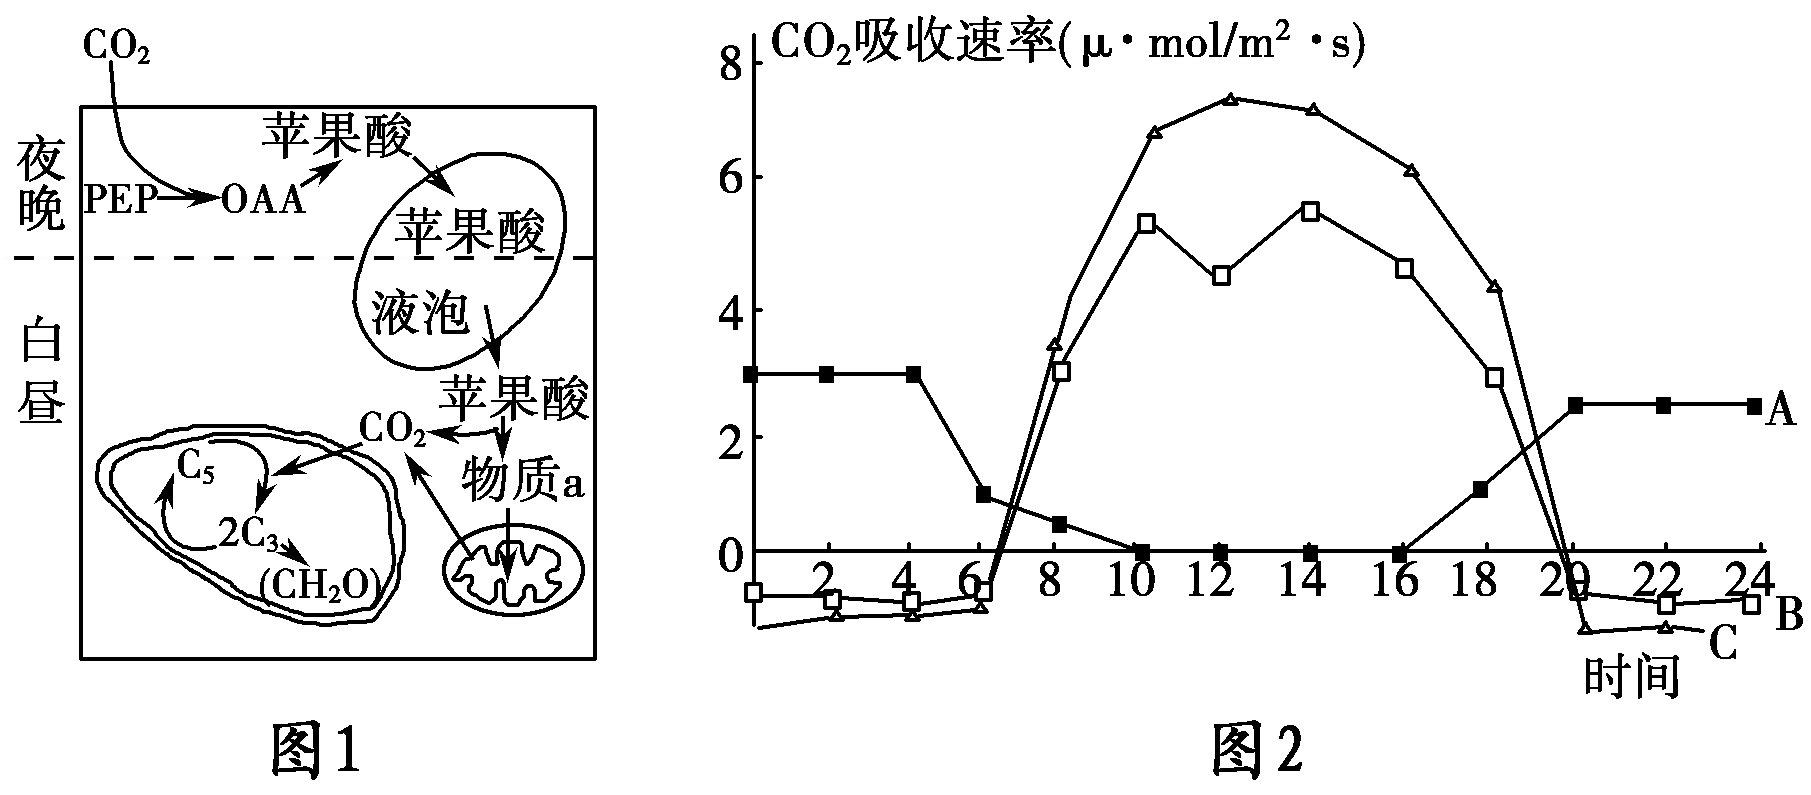 CO₂
夜晚
苹果酸
PEP
OAA
苹果酸
白昼
液泡
苹果酸
CO₂
物质a
C₅
2C₃
(CH₂O)
图1
CO₂吸收速率(μ·mol/m²·s)
8
6
4
2
0
2 4 6 8 10 12 14 16 18 20 22 24
A
B
C
时间
图2